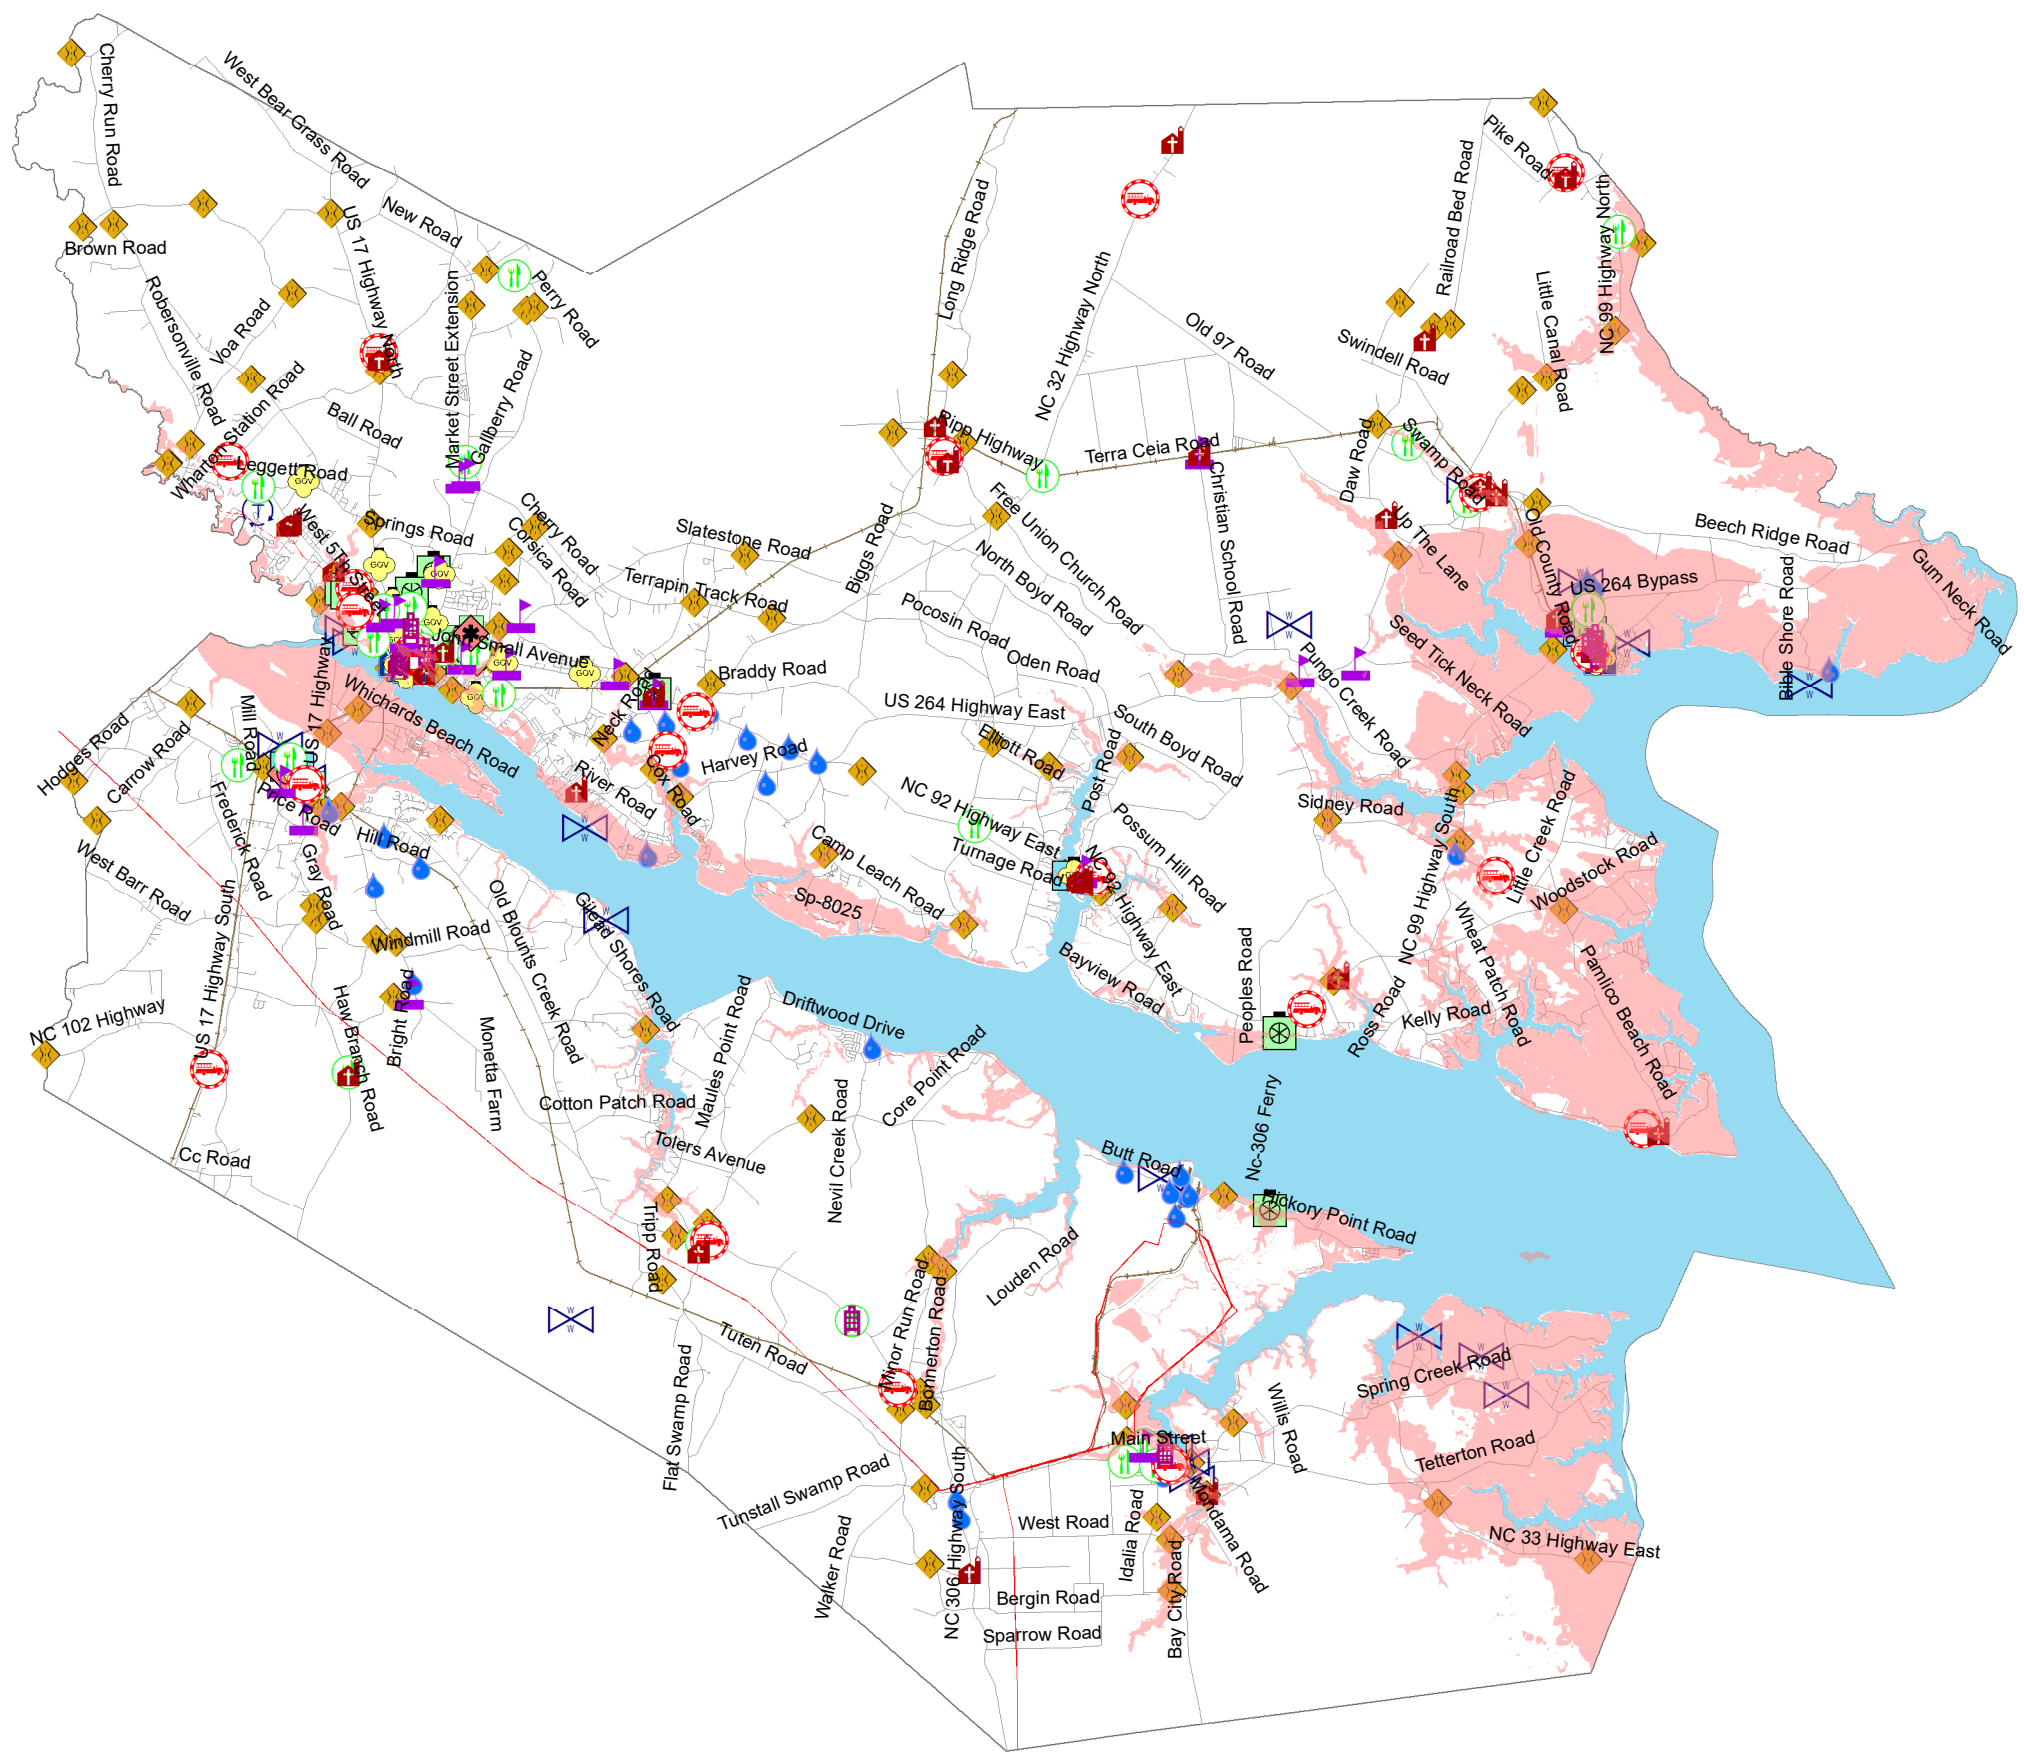 Cherry Run Road
West Bear Grass Road
Pike Road
Brown Road
New Road
US 17 Highway North
Long Ridge Road
Railroad Bed Road
NC 99 Highway North
Robersonville Road
Voa Road
Market Street Extension
Perry Road
NC 32 Highway North
Old 97 Road
Swindell Road
Little Canal Road
Wharton Station Road
Ball Road
Gallberry Road
Leggett Road
GOV
Ripp Highway
Terra Ceia Road
Daw Road
Swamp Road
T
West 5Th Street
Springs Road
Cherry Road
Corsica Road
Slatestone Road
Biggs Road
Free Union Church Road
Christian School Road
Up The Lane
Old County Road
Beech Ridge Road
Gum Neck Road
GOV
GOV
Terrapin Track Road
North Boyd Road
US 264 Bypass
Bible Shore Road
GOV
John Small Avenue
GOV
GOV
Pocosin Road
Oden Road
Seed Tick Neck Road
Pungo Creek Road
Braddy Road
Neck Road
Whichards Beach Road
US 17 Highway
Mill Road
Hodges Road
Carrow Road
US 264 Highway East
Elliott Road
South Boyd Road
Post Road
Harvey Road
River Road
Cox Road
Price Road
Frederick Road
Hill Road
Gray Road
West Barr Road
NC 92 Highway East
Turnage Road
Possum Hill Road
Sidney Road
NC 99 Highway South
Little Creek Road
Woodstock Road
Camp Leach Road
Sp-8025
NC 92 Highway East
Old Blounts Creek Road
Gilead Shores Road
Windmill Road
US 17 Highway South
Bayview Road
Peoples Road
Ross Road
Kelly Road
Wheat Patch Road
Pamlico Beach Road
NC 102 Highway
Haw Branch Road
Bright Road
Monetta Farm
Maules Point Road
Driftwood Drive
Core Point Road
Nevil Creek Road
Cotton Patch Road
Tolers Avenue
Cc Road
Nc-306 Ferry
Butt Road
Hickory Point Road
Tripp Road
Louden Road
Minor Run Road
Bonnerton Road
Tuten Road
Flat Swamp Road
Spring Creek Road
Willis Road
Tetterton Road
Main Street
Tunstall Swamp Road
NC 306 Highway South
West Road
Idalia Road
Mondama Road
NC 33 Highway East
Walker Road
Bergin Road
Sparrow Road
Bay City Road